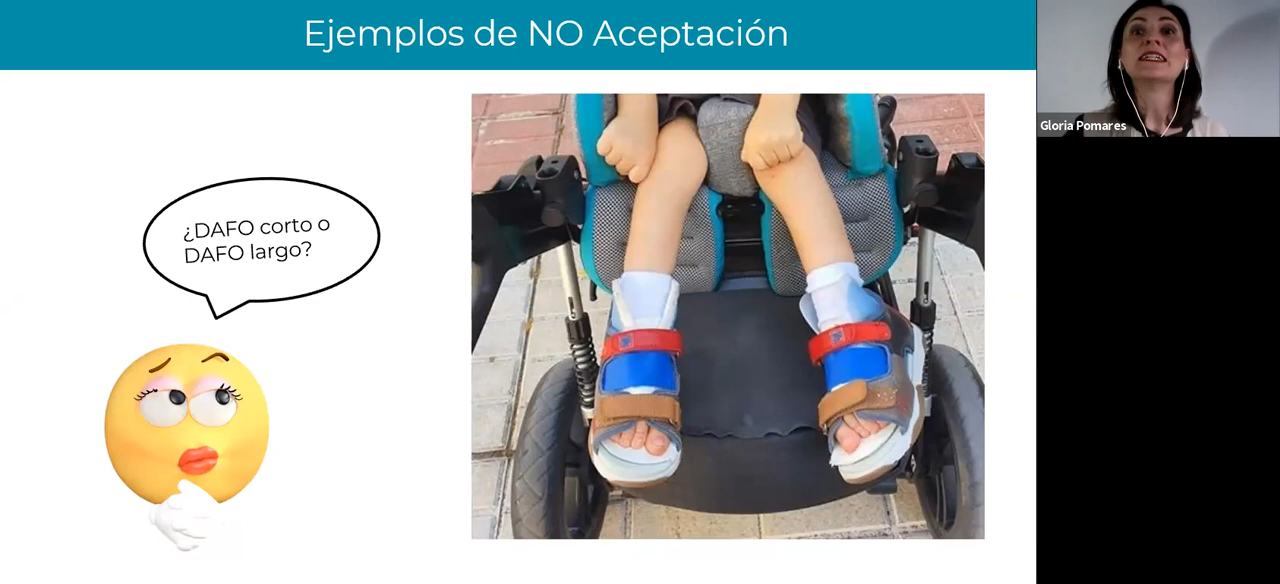 Ejemplos de NO Aceptación
¿DAFO corto o
DAFO largo?
Gloria Pomares